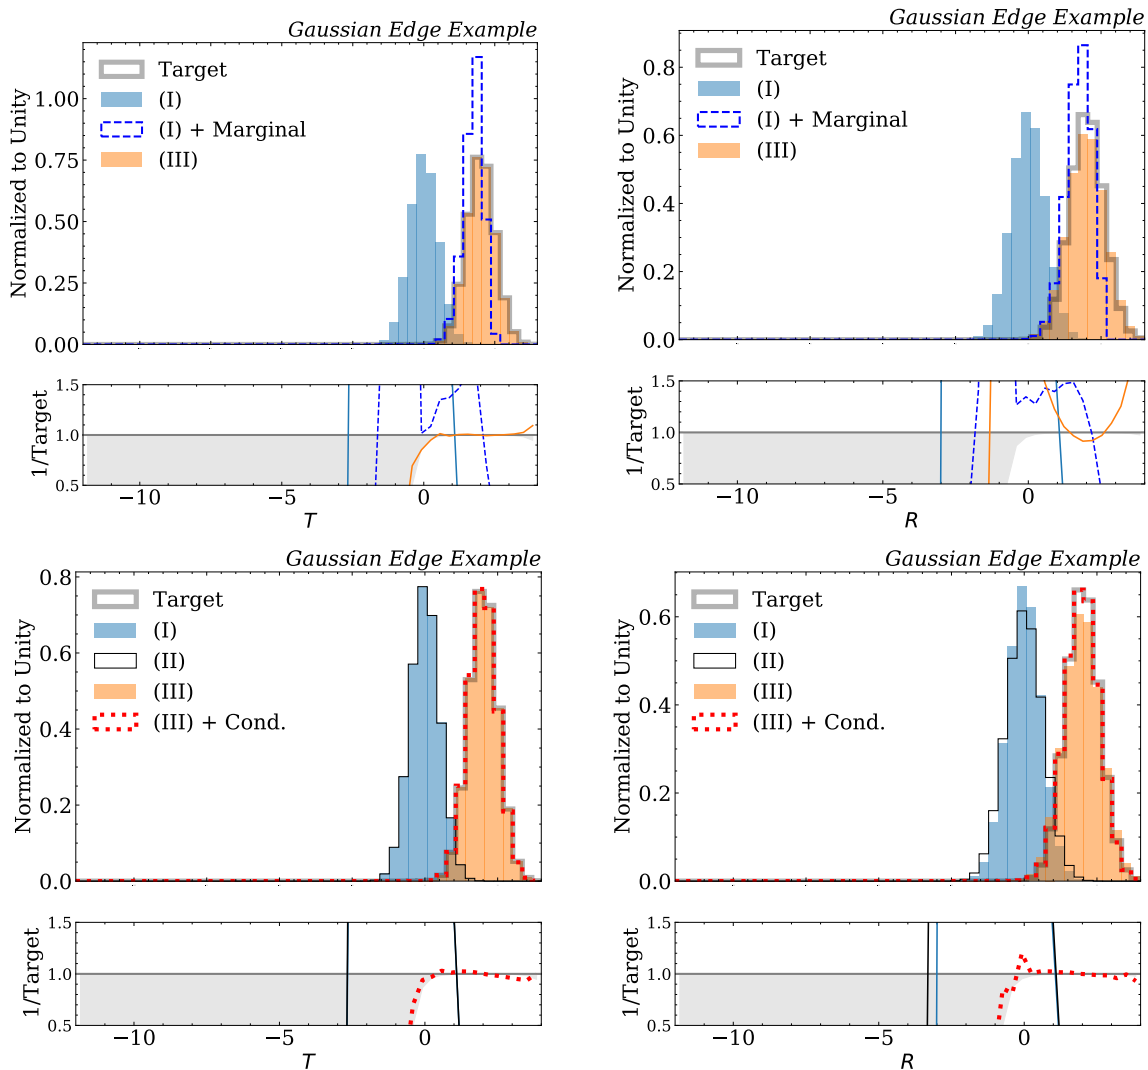 Gaussian Edge Example
Normalized to Unity
1.00
0.75
0.50
0.25
0.00
Target
(I)
(I) + Marginal
(III)
1/Target
1.5
1.0
0.5
−10
−5
0
T
Gaussian Edge Example
Normalized to Unity
0.8
0.6
0.4
0.2
0.0
Target
(I)
(I) + Marginal
(III)
1/Target
1.5
1.0
0.5
−10
−5
0
R
Gaussian Edge Example
Normalized to Unity
0.8
0.6
0.4
0.2
0.0
Target
(I)
(II)
(III)
(III) + Cond.
1/Target
1.5
1.0
0.5
−10
−5
0
T
Gaussian Edge Example
Normalized to Unity
0.6
0.4
0.2
0.0
Target
(I)
(II)
(III)
(III) + Cond.
1/Target
1.5
1.0
0.5
−10
−5
0
R